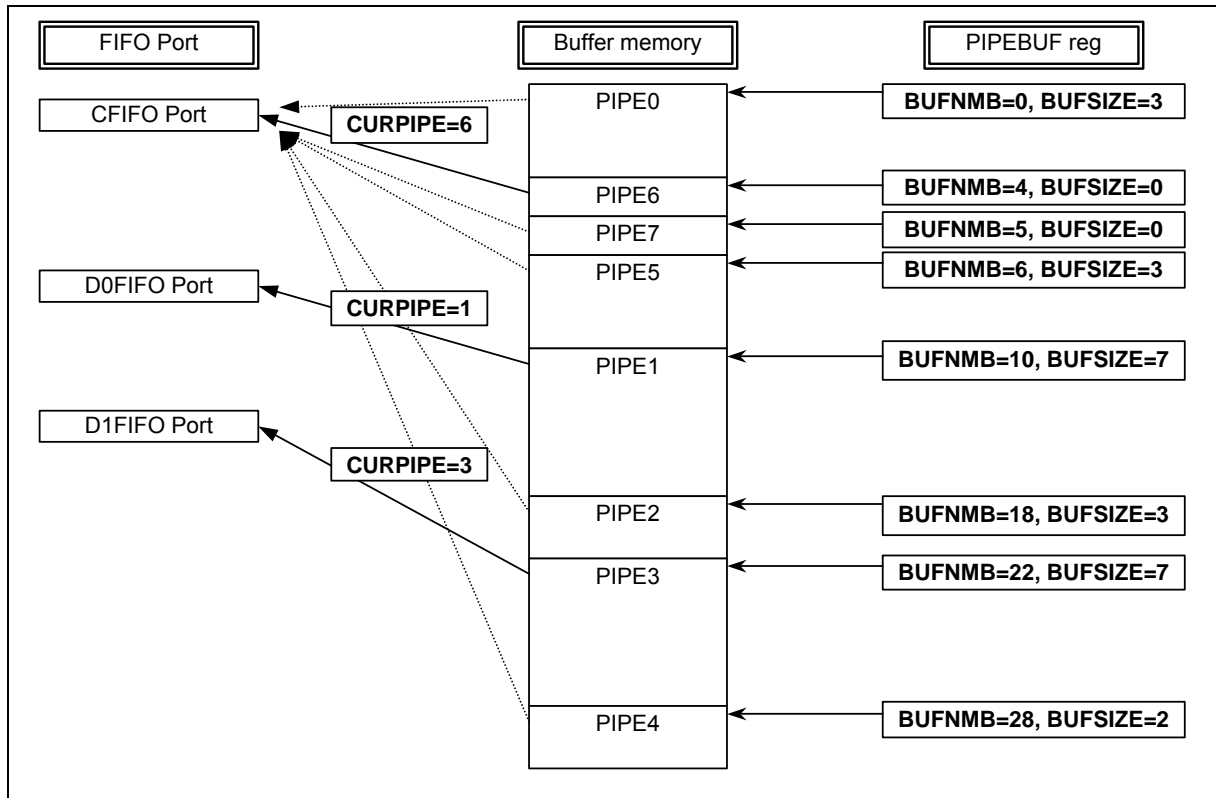 FIFO Port
Buffer memory
PIPEBUF reg
CFIFO Port
CURPIPE=6
PIPE0
BUFNMB=0, BUFSIZE=3
PIPE6
BUFNMB=4, BUFSIZE=0
PIPE7
BUFNMB=5, BUFSIZE=0
PIPE5
BUFNMB=6, BUFSIZE=3
D0FIFO Port
CURPIPE=1
PIPE1
BUFNMB=10, BUFSIZE=7
D1FIFO Port
CURPIPE=3
PIPE2
BUFNMB=18, BUFSIZE=3
PIPE3
BUFNMB=22, BUFSIZE=7
PIPE4
BUFNMB=28, BUFSIZE=2